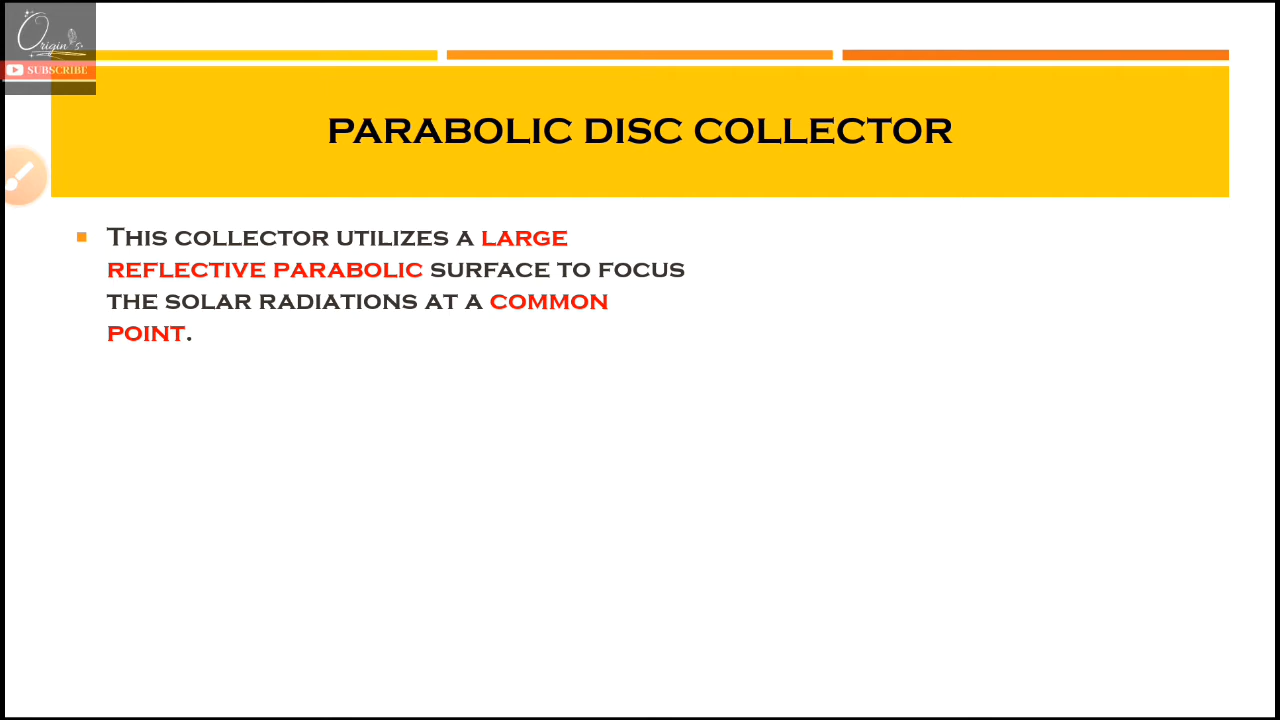 Origin's
SUBSCRIBE
PARABOLIC DISC COLLECTOR
THIS COLLECTOR UTILIZES A LARGE
REFLECTIVE PARABOLIC SURFACE TO FOCUS
THE SOLAR RADIATIONS AT A COMMON
POINT.